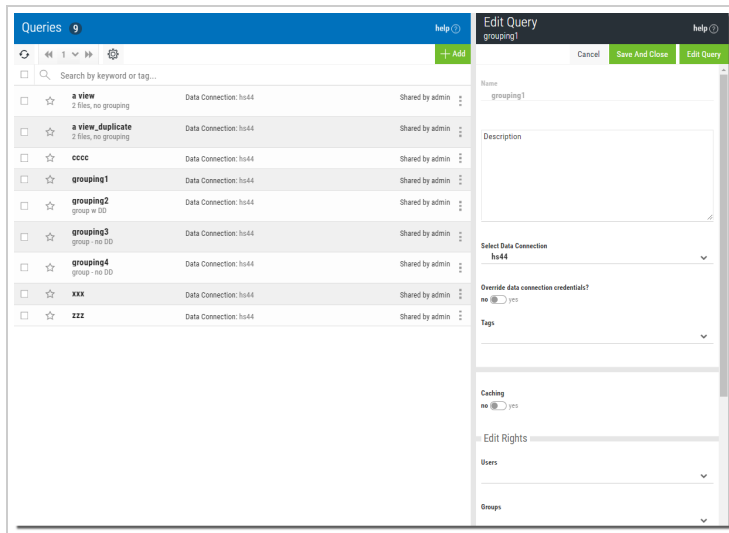 Queries 9
help ?
1
+ Add
Search by keyword or tag...
a view
2 files, no grouping
Data Connection: hs44
Shared by admin
a view_duplicate
2 files, no grouping
Data Connection: hs44
Shared by admin
cccc
Data Connection: hs44
Shared by admin
grouping1
Data Connection: hs44
Shared by admin
grouping2
group w DD
Data Connection: hs44
Shared by admin
grouping3
group - no DD
Data Connection: hs44
Shared by admin
grouping4
group - no DD
Data Connection: hs44
Shared by admin
xxx
Data Connection: hs44
Shared by admin
zzz
Data Connection: hs44
Shared by admin
Edit Query
grouping1
help ?
Cancel
Save And Close
Edit Query
Name
grouping1
Description
Select Data Connection
hs44
Override data connection credentials?
no yes
Tags
Caching
no yes
Edit Rights
Users
Groups